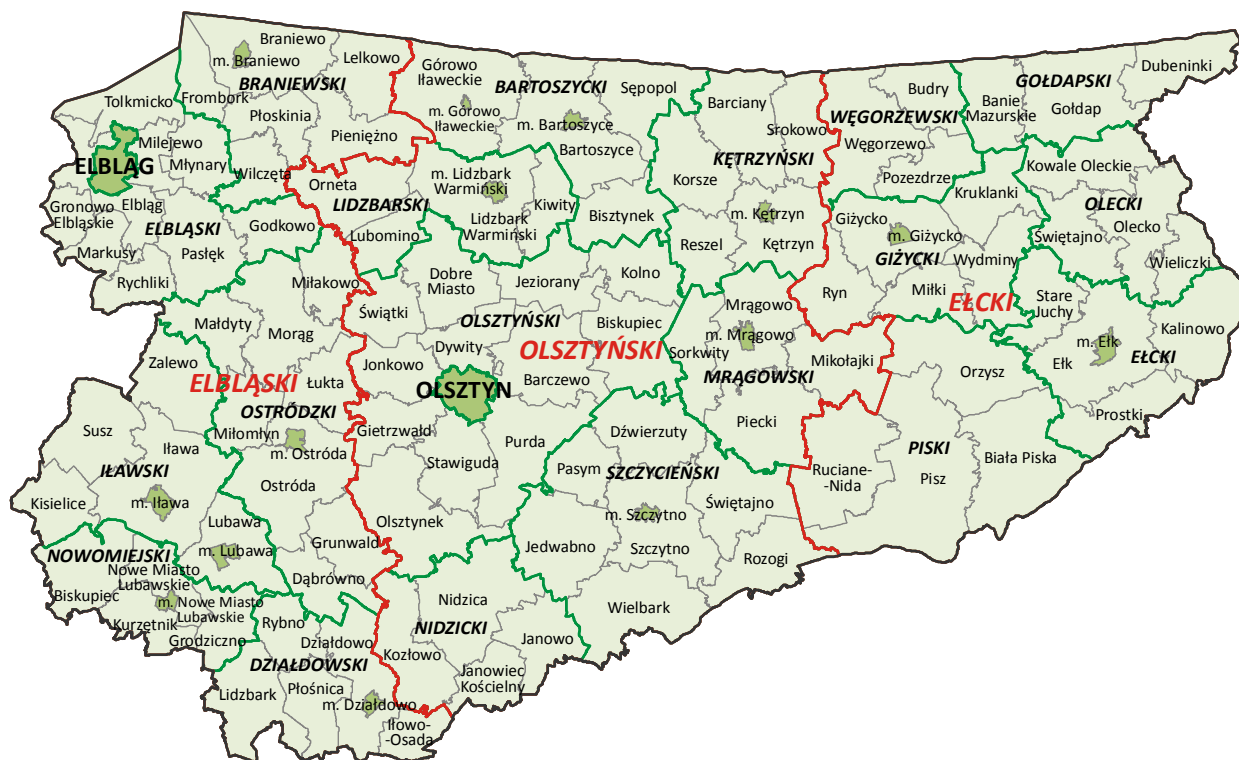 Braniewo
m. Braniewo
BRANIEWSKI
Lelkowo
Frombork
Płoskinia
Pieniężno
Wilczęta
Tolkmicko
Milejewo
Młynary
ELBLĄG
Elbląg
Gronowo
Elbląskie
Markusy
ELBLĄSKI
Pasłęk
Rychliki
Godkowo
Górowo
Iławeckie
m. Górowo
Iławeckie
BARTOSZYCKI
m. Bartoszyce
Bartoszyce
Sępopol
Bisztynek
Orneta
LIDZBARSKI
Lubomino
m. Lidzbark
Warmiński
Lidzbark
Warmiński
Kiwity
Barciany
Srokowo
KĘTRZYŃSKI
Korsze
m. Kętrzyn
Kętrzyn
Reszel
Budry
WĘGORZEWSKI
Węgorzewo
Pozezdrze
Banie
Mazurskie
GOŁDAPSKI
Gołdap
Dubeninki
Kowale Oleckie
OLECKI
Olecko
Świętajno
Wieliczki
Kruklanki
Giżycko
m. Giżycko
GIŻYCKI
Wydminy
Miłki
Ryn
EŁCKI
Stare
Juchy
m. Ełk
Ełk
EŁCKI
Kalinowo
Prostki
Miłakowo
Małdyty
Morąg
ELBLĄSKI
Łukta
OSTRÓDZKI
Miłomłyn
m. Ostróda
Ostróda
Grunwald
Dąbrówno
Zalewo
Susz
Iława
IŁAWSKI
m. Iława
Kisielice
Lubawa
m. Lubawa
NOWOMIEJSKI
Nowe Miasto
Lubawskie
Biskupiec
m. Nowe Miasto
Lubawskie
Kurzętnik
Grodziczno
Rybno
Działdowo
DZIAŁDOWSKI
Lidzbark
Płośnica
m. Działdowo
Iłowo-
-Osada
Świątki
Dobre
Miasto
Jeziorany
Kolno
OLSZTYŃSKI
Biskupiec
Dywity
OLSZTYŃSKI
Jonkowo
OLSZTYN
Barczewo
Gietrzwałd
Stawiguda
Purda
Olsztynek
Mrągowo
m. Mrągowo
Sorkwity
Mikołajki
MRĄGOWSKI
Piecki
Dźwierzuty
Pasym
SZCZYCIEŃSKI
Świętajno
m. Szczytno
Szczytno
Jedwabno
Rozogi
Wielbark
Nidzica
NIDZICKI
Kozłowo
Janowo
Janowiec
Kościelny
Orzysz
PISKI
Pisz
Biała Piska
Ruciane-
-Nida